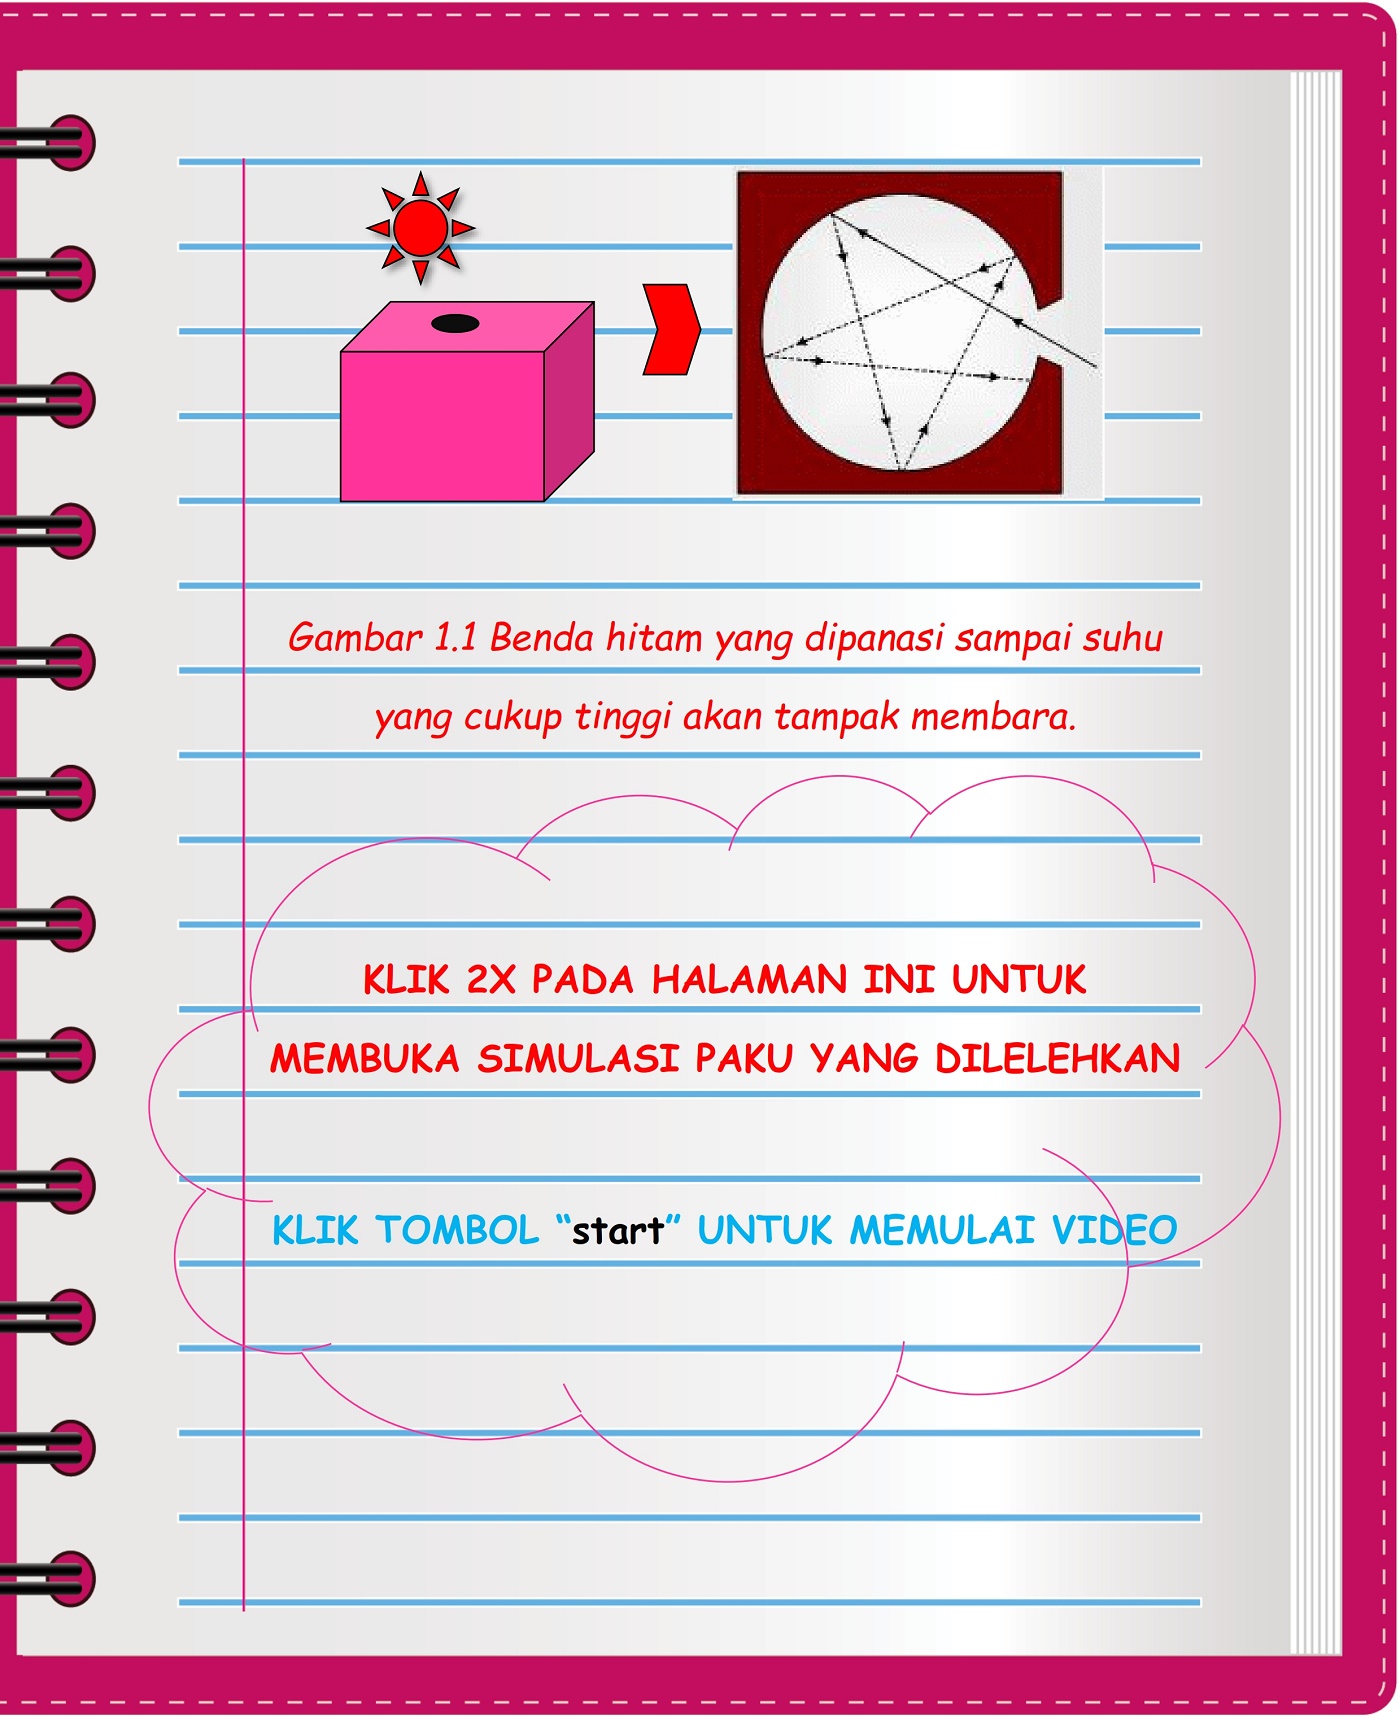 Gambar 1.1 Benda hitam yang dipanasi sampai suhu
yang cukup tinggi akan tampak membara.
KLIK 2X PADA HALAMAN INI UNTUK
MEMBUKA SIMULASI PAKU YANG DILELEHKAN
KLIK TOMBOL “start” UNTUK MEMULAI VIDEO